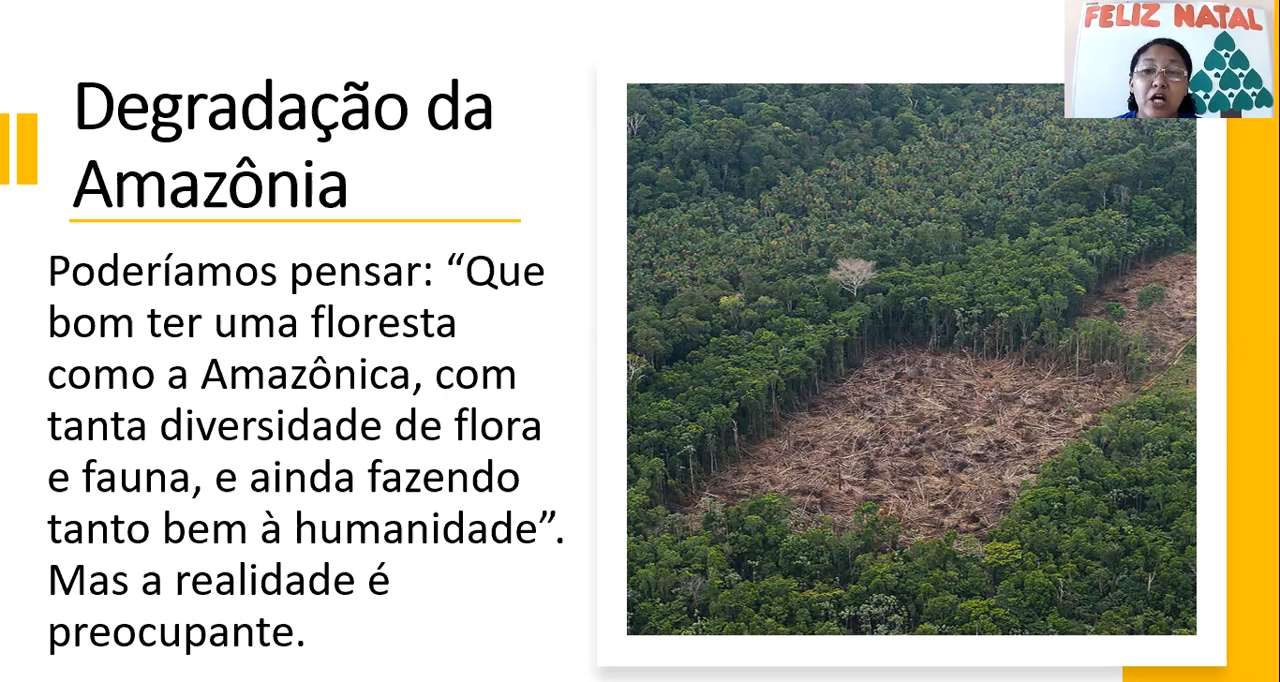 FELIZ NATAL
Degradação da
Amazônia
Poderíamos pensar: “Que
bom ter uma floresta
como a Amazônica, com
tanta diversidade de flora
e fauna, e ainda fazendo
tanto bem à humanidade”.
Mas a realidade é
preocupante.